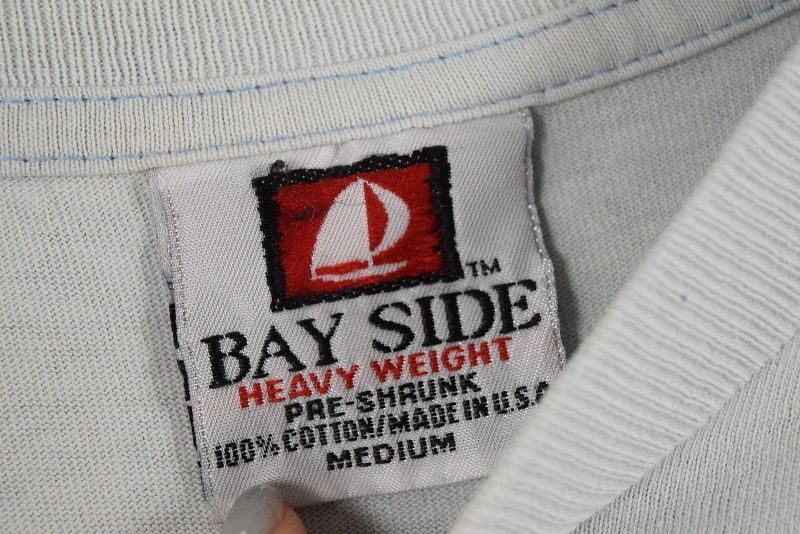 TM
BAY SIDE
HEAVY WEIGHT
PRE-SHRUNK
100% COTTON/MADE IN U.S.A
MEDIUM